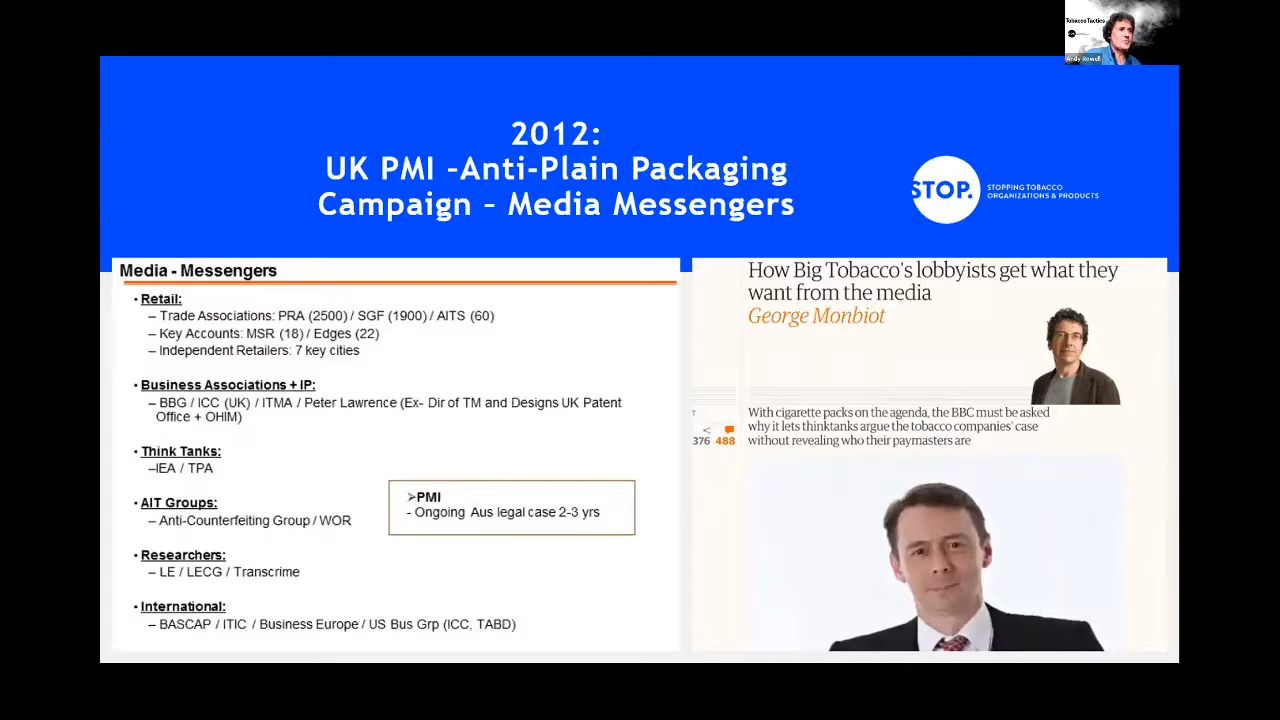 TobaccoTactics
Andy Rowell
2012:
UK PMI –Anti-Plain Packaging
Campaign – Media Messengers
STOP.
STOPPING TOBACCO
ORGANIZATIONS & PRODUCTS
Media - Messengers
• Retail:
– Trade Associations: PRA (2500) / SGF (1900) / AITS (60)
– Key Accounts: MSR (18) / Edges (22)
– Independent Retailers: 7 key cities
• Business Associations + IP:
– BBG / ICC (UK) / ITMA / Peter Lawrence (Ex- Dir of TM and Designs UK Patent
Office + OHIM)
• Think Tanks:
–IEA / TPA
• AIT Groups:
– Anti-Counterfeiting Group / WOR
• Researchers:
– LE / LECG / Transcrime
• International:
– BASCAP / ITIC / Business Europe / US Bus Grp (ICC, TABD)
➢PMI
- Ongoing Aus legal case 2-3 yrs
How Big Tobacco's lobbyists get what they
want from the media
George Monbiot
With cigarette packs on the agenda, the BBC must be asked
why it lets thinktanks argue the tobacco companies' case
without revealing who their paymasters are
376 488